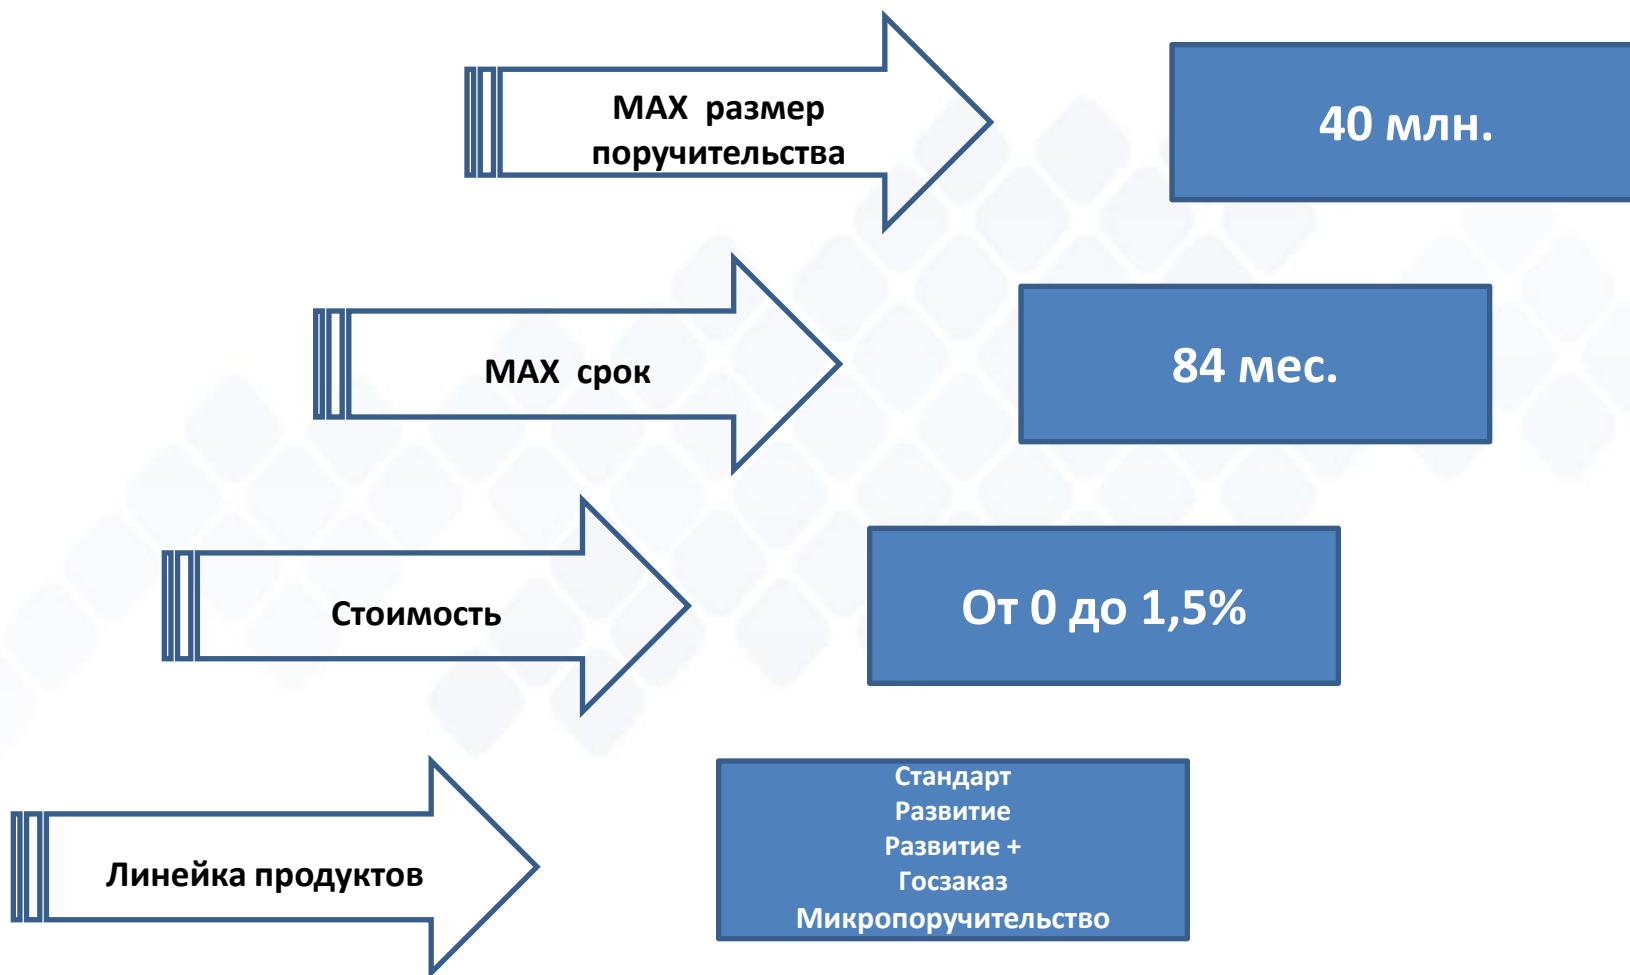 MAX размер
поручительства
40 млн.
MAX срок
84 мес.
Стоимость
От 0 до 1,5%
Линейка продуктов
Стандарт
Развитие
Развитие +
Госзаказ
Микропоручительство